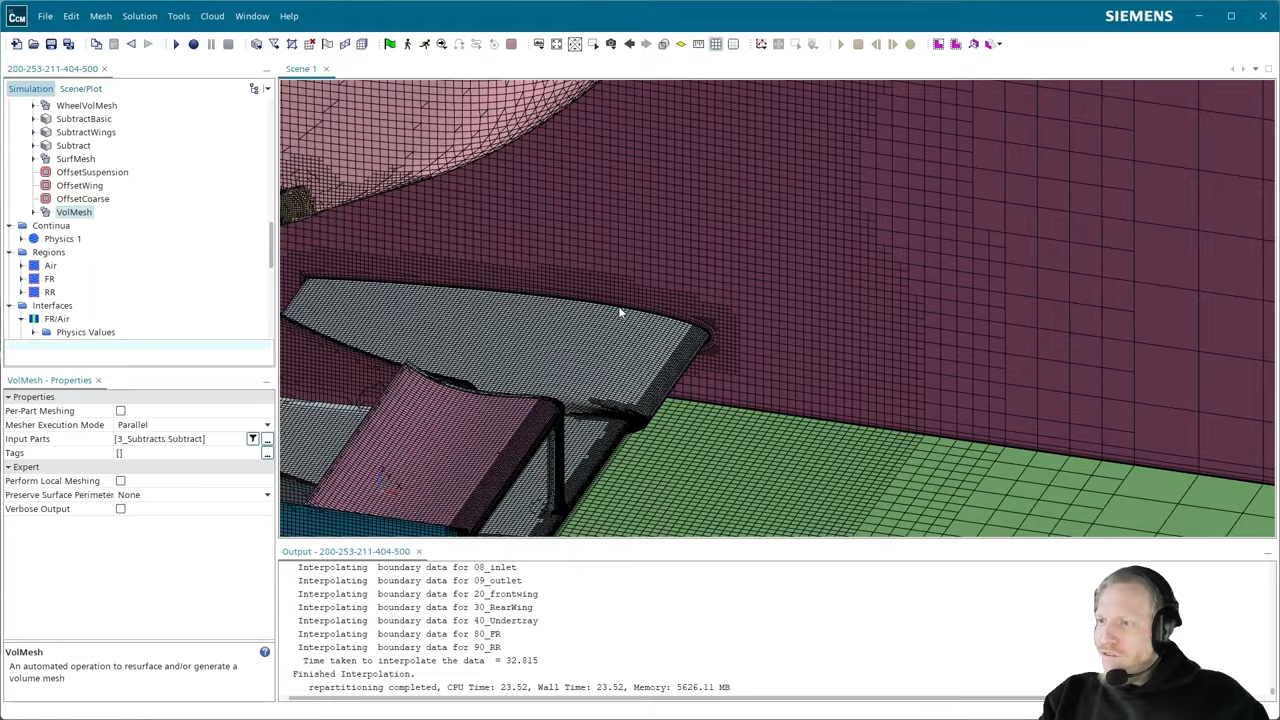 CCM File Edit Mesh Solution Tools Cloud Window Help SIEMENS
280-253-211-404-500
Scene 1
Simulation Scene/Plot
WheelVolMesh
SubtractBasic
SubtractWings
Subtract
SurfMesh
OffsetSuspension
OffsetWing
OffsetCoarse
VolMesh
Continua
Physics 1
Regions
Air
FR
RR
Interfaces
FR/Air
Physics Values
VolMesh - Properties
Properties
Per-Part Meshing
Mesher Execution Mode Parallel
Input Parts [3_Subtracts.Subtract]
Tags []
Expert
Perform Local Meshing
Preserve Surface Perimeter None
Verbose Output
VolMesh
An automated operation to resurface and/or generate a
volume mesh
Output - 280-253-211-404-500
Interpolating boundary data for 08_inlet
Interpolating boundary data for 09_outlet
Interpolating boundary data for 20_frontwing
Interpolating boundary data for 30_RearWing
Interpolating boundary data for 40_Undertray
Interpolating boundary data for 80_FR
Interpolating boundary data for 90_RR
Time taken to interpolate the data = 32.815
Finished Interpolation.
repartitioning completed, CPU Time: 23.52, Wall Time: 23.52, Memory: 5626.11 MB